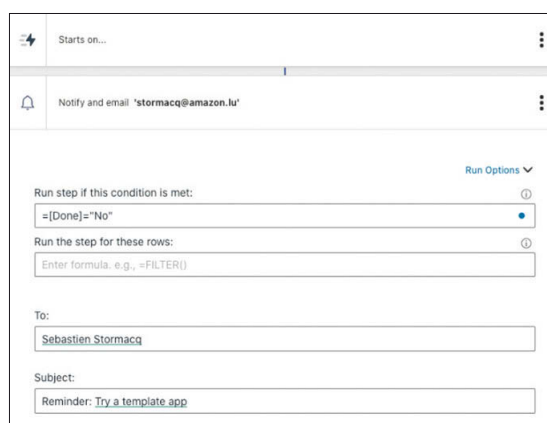 Starts on...
Notify and email 'stormacq@amazon.lu'
Run Options
Run step if this condition is met:
=[Done]="No"
Run the step for these rows:
Enter formula. e.g., =FILTER()
To:
Sebastien Stormacq
Subject:
Reminder: Try a template app